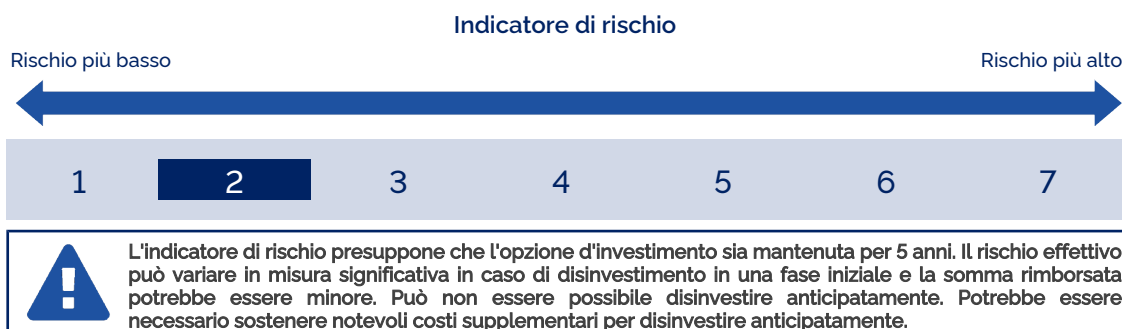 Indicatore di rischio
Rischio più basso Rischio più alto
1 2 3 4 5 6 7
L'indicatore di rischio presuppone che l'opzione d'investimento sia mantenuta per 5 anni. Il rischio effettivo
può variare in misura significativa in caso di disinvestimento in una fase iniziale e la somma rimborsata
potrebbe essere minore. Può non essere possibile disinvestire anticipatamente. Potrebbe essere
necessario sostenere notevoli costi supplementari per disinvestire anticipatamente.